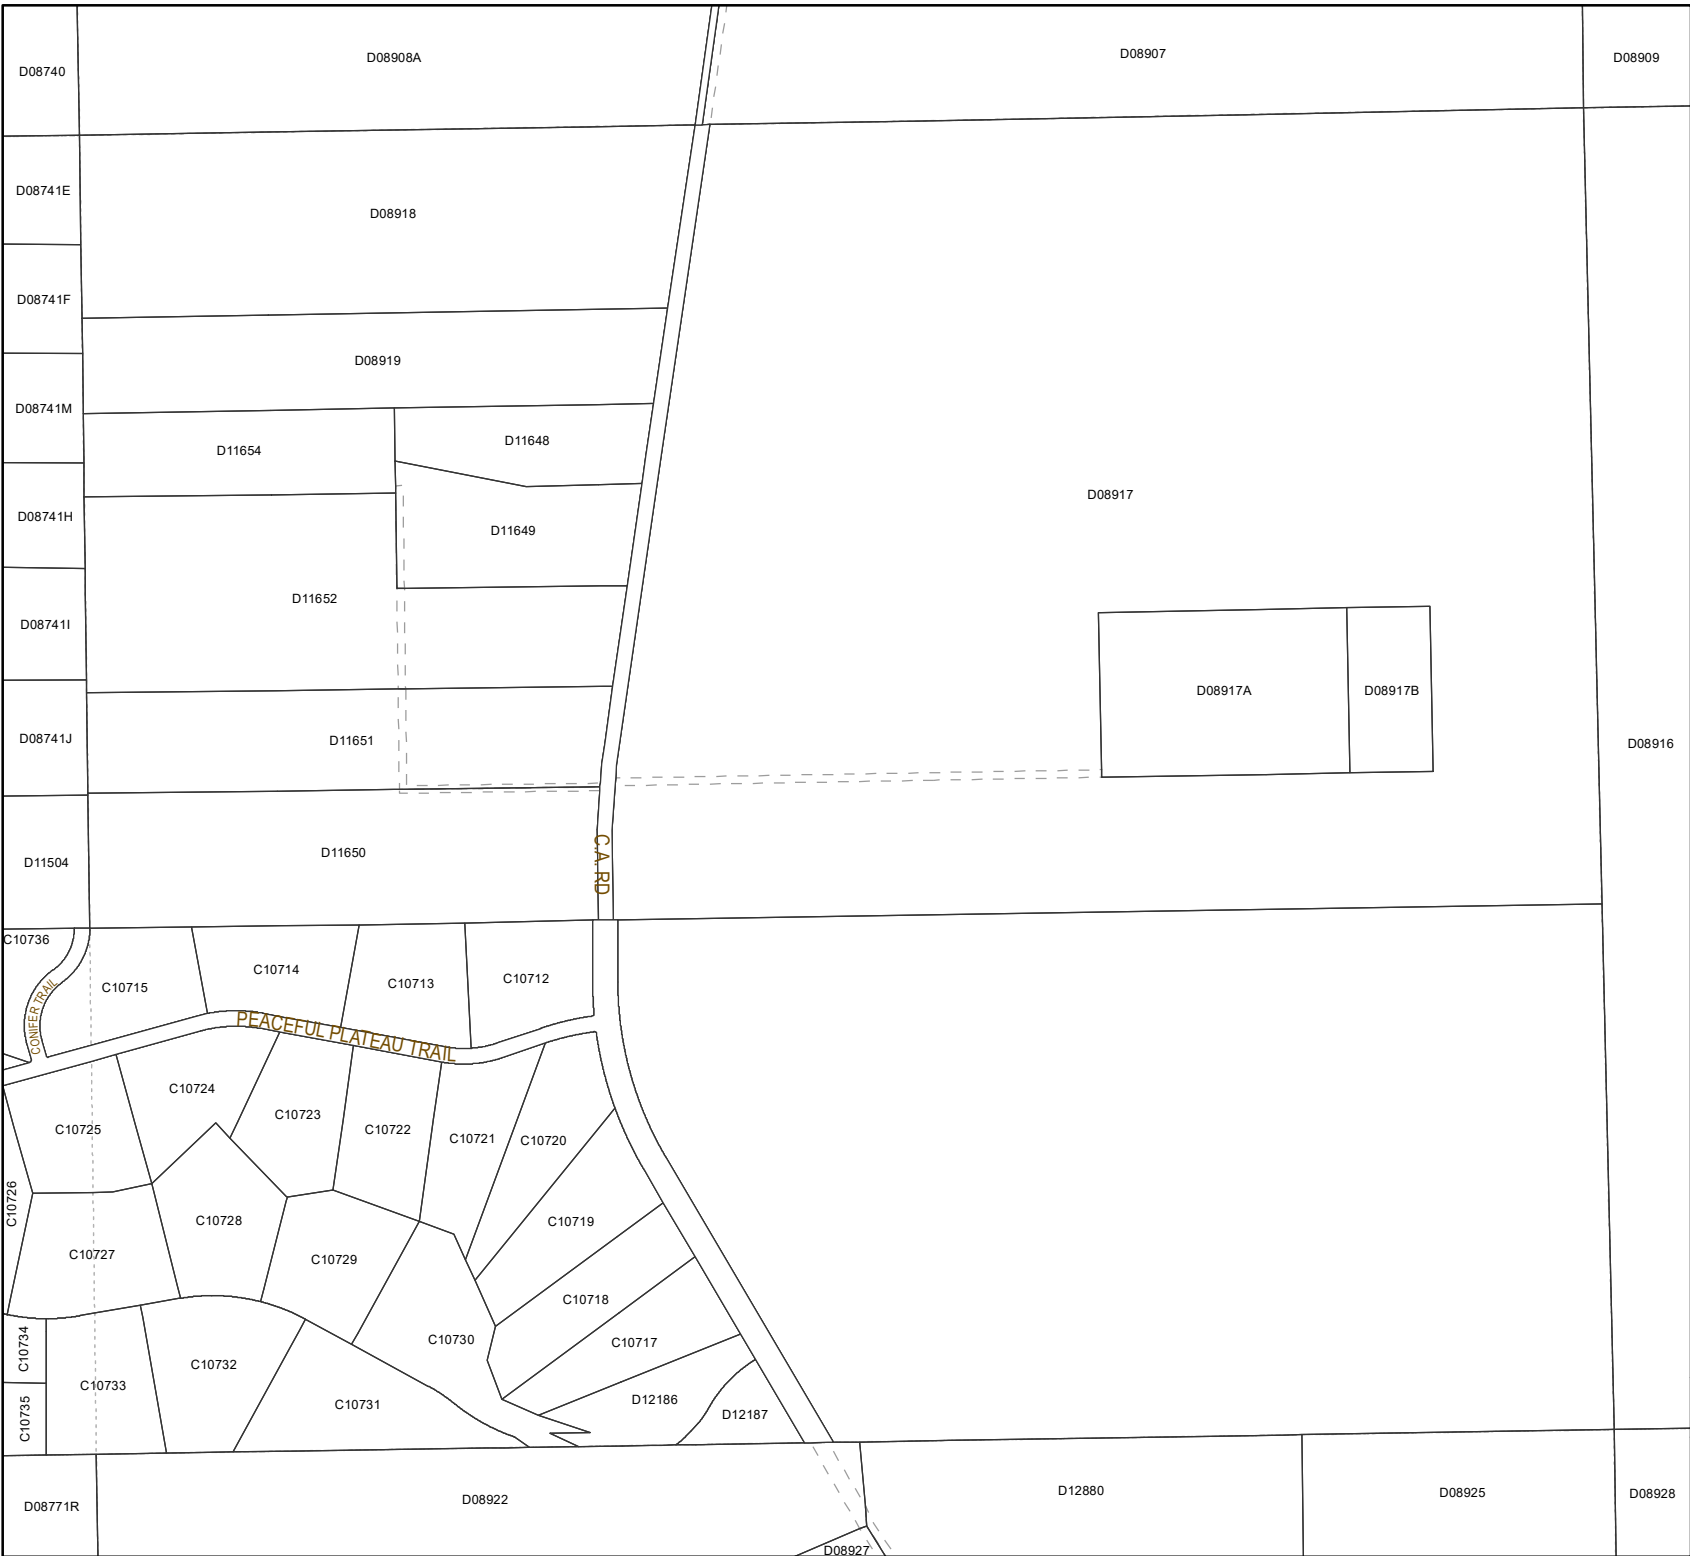 D08740
D08908A
D08907
D08909
D08741E
D08918
D08741F
D08919
D08741M
D11654
D11648
D08917
D08741H
D11649
D11652
D08741I
D08917A
D08917B
D08741J
D11651
D08916
D11504
D11650
C.A. RD
C10736
C10715
C10714
C10713
C10712
CONIFER TRAIL
PEACEFUL PLATEAU TRAIL
C10725
C10724
C10723
C10722
C10721
C10720
C10726
C10727
C10728
C10729
C10719
C10718
C10717
C10730
C10734
C10735
C10733
C10732
C10731
D12186
D12187
D08771R
D08922
D12880
D08925
D08928
D08927